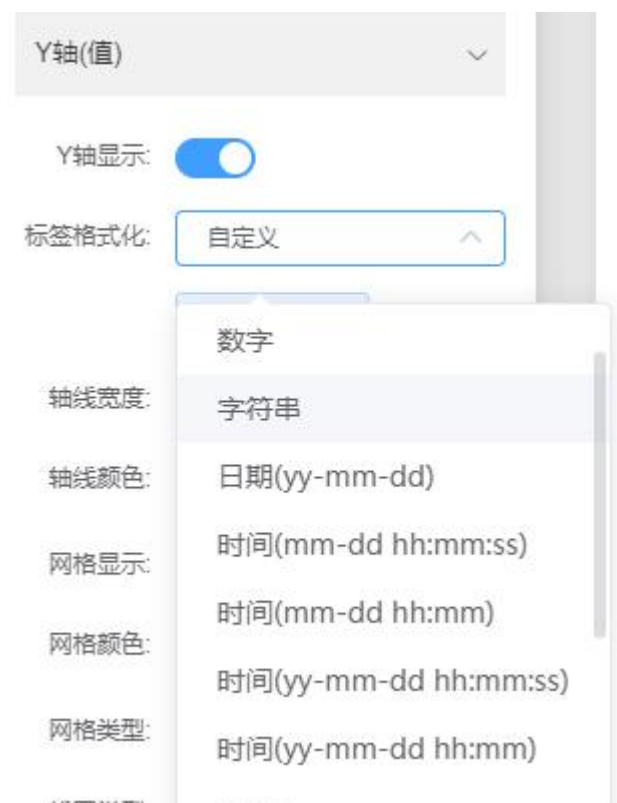 Y轴(值)
Y轴显示:
标签格式化:
自定义
数字
轴线宽度:
字符串
轴线颜色:
日期(yy-mm-dd)
网格显示:
时间(mm-dd hh:mm:ss)
网格颜色:
时间(mm-dd hh:mm)
时间(yy-mm-dd hh:mm:ss)
网格类型:
时间(yy-mm-dd hh:mm)